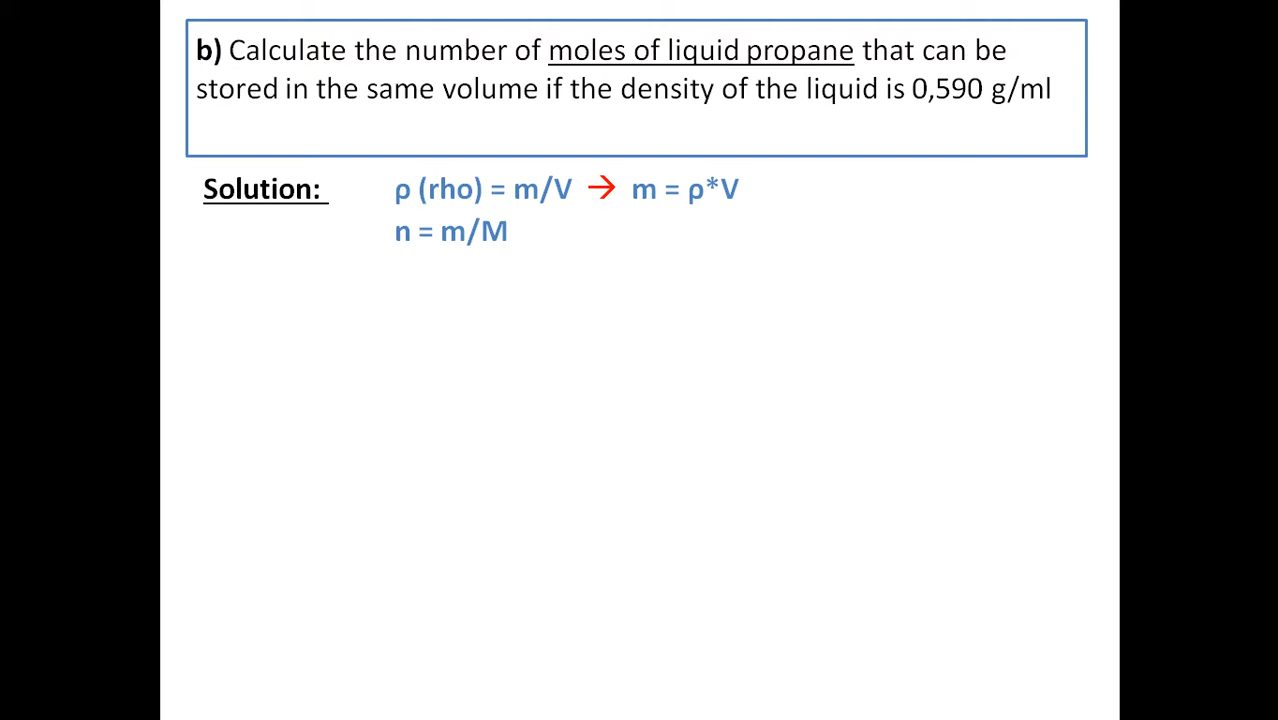 b) Calculate the number of moles of liquid propane that can be
stored in the same volume if the density of the liquid is 0,590 g/ml
Solution: ρ (rho) = m/V → m = ρ*V
n = m/M